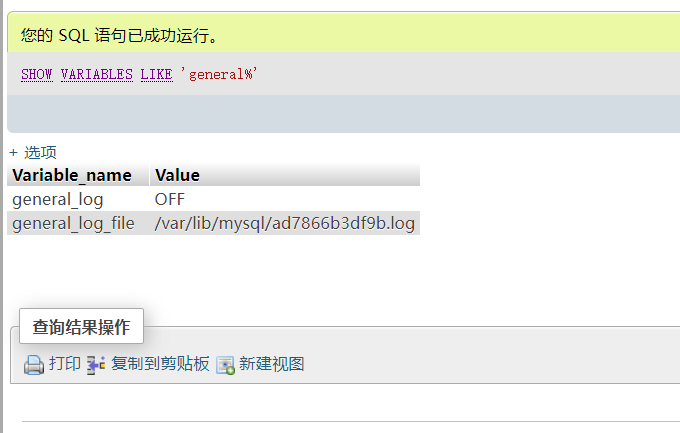 您的 SQL 语句已成功运行。
SHOW VARIABLES LIKE 'general%'
+ 选项
Variable_name Value
general_log OFF
general_log_file /var/lib/mysql/ad7866b3df9b.log
查询结果操作
打印 复制到剪贴板 新建视图